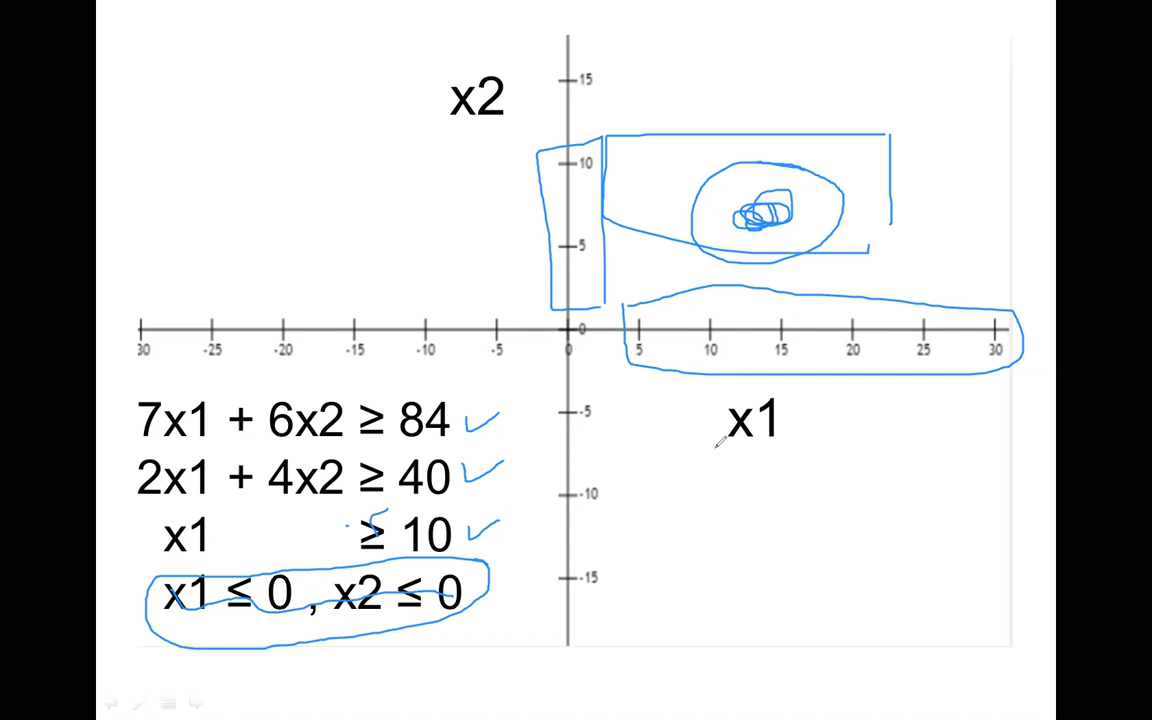 x2
15
10
5
0
30 -25 -20 -15 -10 -5 0 5 10 15 20 25 30
-5
-10
-15
x1
7x1 + 6x2 ≥ 84
2x1 + 4x2 ≥ 40
x1 ≥ 10
x1 ≤ 0 , x2 ≤ 0